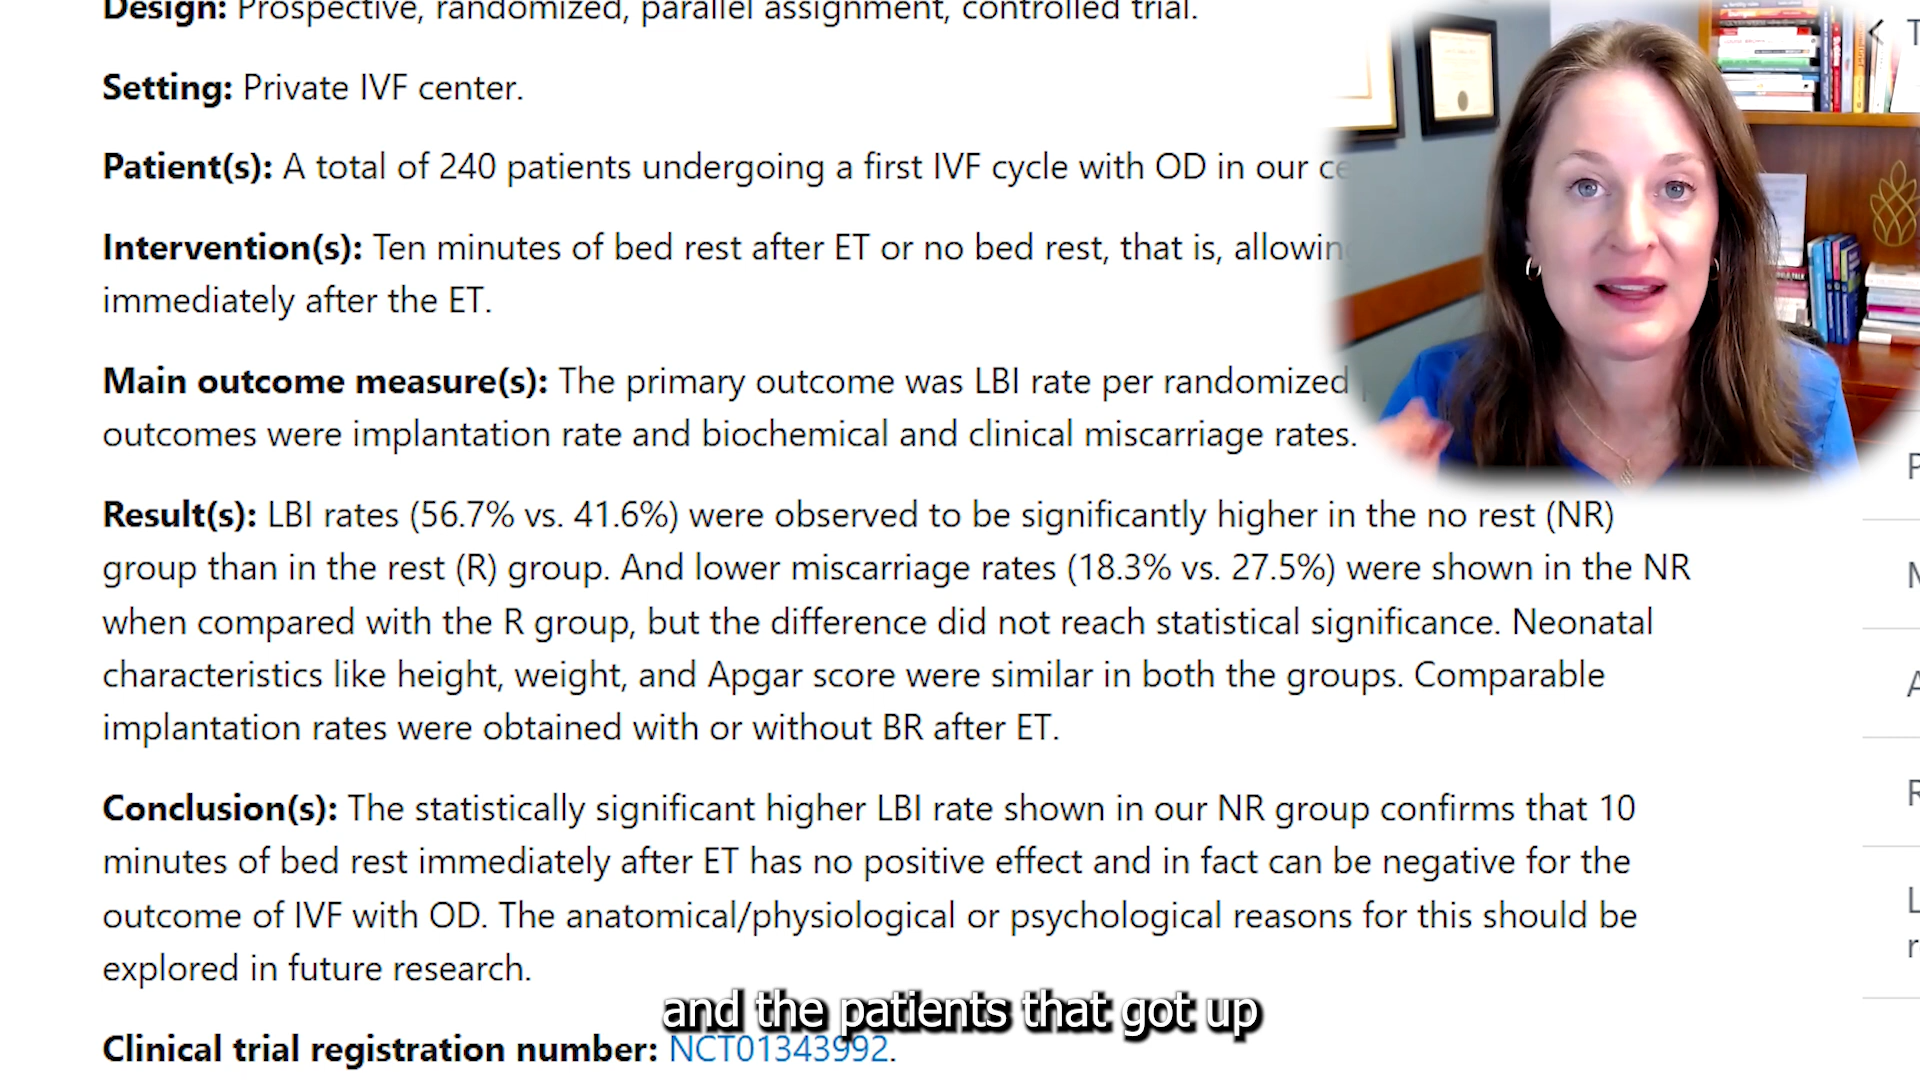 Design: Prospective, randomized, parallel assignment, controlled trial.
Setting: Private IVF center.
Patient(s): A total of 240 patients undergoing a first IVF cycle with OD in our ce
Intervention(s): Ten minutes of bed rest after ET or no bed rest, that is, allowing
immediately after the ET.
Main outcome measure(s): The primary outcome was LBI rate per randomized
outcomes were implantation rate and biochemical and clinical miscarriage rates.
Result(s): LBI rates (56.7% vs. 41.6%) were observed to be significantly higher in the no rest (NR)
group than in the rest (R) group. And lower miscarriage rates (18.3% vs. 27.5%) were shown in the NR
when compared with the R group, but the difference did not reach statistical significance. Neonatal
characteristics like height, weight, and Apgar score were similar in both the groups. Comparable
implantation rates were obtained with or without BR after ET.
Conclusion(s): The statistically significant higher LBI rate shown in our NR group confirms that 10
minutes of bed rest immediately after ET has no positive effect and in fact can be negative for the
outcome of IVF with OD. The anatomical/physiological or psychological reasons for this should be
explored in future research.
and the patients that got up
Clinical trial registration number: NCT01343992.